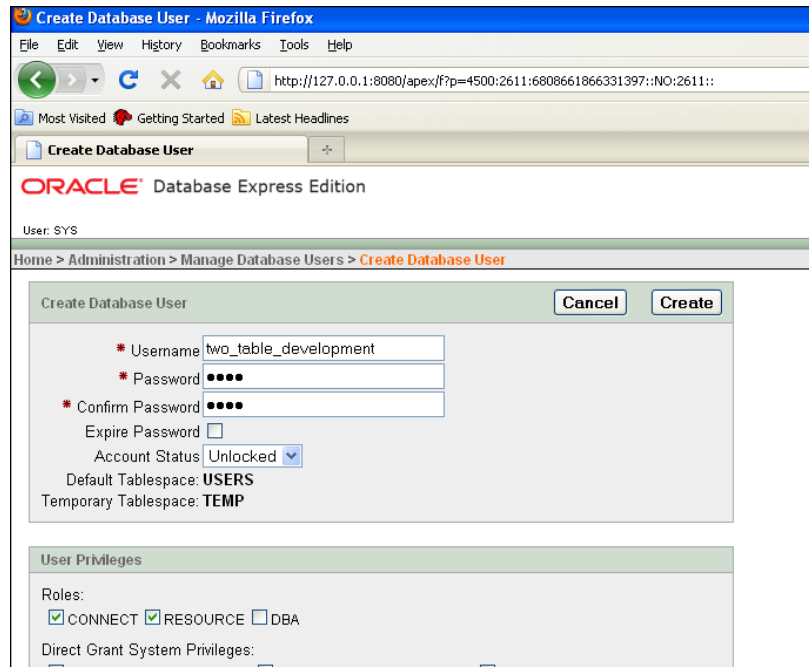 Create Database User - Mozilla Firefox
File Edit View History Bookmarks Tools Help
http://127.0.0.1:8080/apex/f?p=4500:2611:6808661866331397::NO:2611::
Most Visited Getting Started Latest Headlines
Create Database User
ORACLE Database Express Edition
User: SYS
Home > Administration > Manage Database Users > Create Database User
Create Database User Cancel Create
* Username two_table_development
* Password ••••
* Confirm Password ••••
Expire Password
Account Status Unlocked
Default Tablespace: USERS
Temporary Tablespace: TEMP
User Privileges
Roles:
CONNECT RESOURCE DBA
Direct Grant System Privileges: